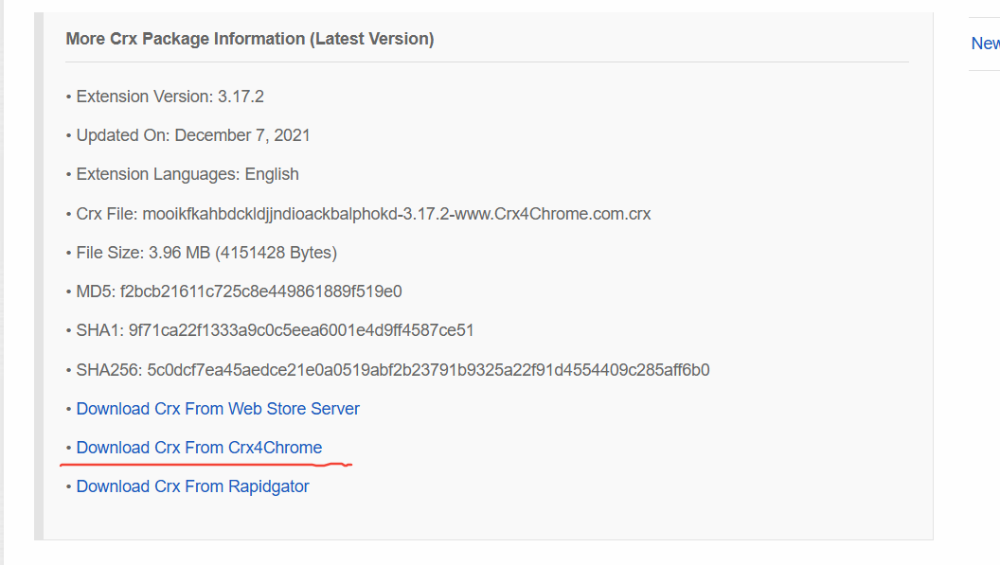 More Crx Package Information (Latest Version)
New
• Extension Version: 3.17.2
• Updated On: December 7, 2021
• Extension Languages: English
• Crx File: mooikfkahbdckldjjndioackbalphokd-3.17.2-www.Crx4Chrome.com.crx
• File Size: 3.96 MB (4151428 Bytes)
• MD5: f2bcb21611c725c8e449861889f519e0
• SHA1: 9f71ca22f1333a9c0c5eea6001e4d9ff4587ce51
• SHA256: 5c0dcf7ea45aedce21e0a0519abf2b23791b9325a22f91d4554409c285aff6b0
• Download Crx From Web Store Server
• Download Crx From Crx4Chrome
• Download Crx From Rapidgator